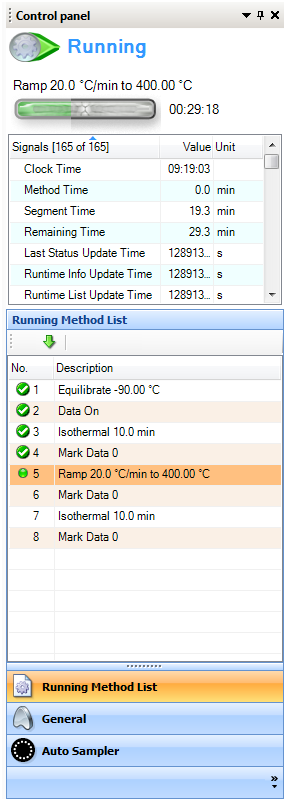 Control panel
Running
Ramp 20.0 °C/min to 400.00 °C
00:29:18
Signals [165 of 165] Value Unit
Clock Time 09:19:03
Method Time 0.0 min
Segment Time 19.3 min
Remaining Time 29.3 min
Last Status Update Time 128913... s
Runtime Info Update Time 128913... s
Runtime List Update Time 128913... s
Running Method List
No. Description
1 Equilibrate -90.00 °C
2 Data On
3 Isothermal 10.0 min
4 Mark Data 0
5 Ramp 20.0 °C/min to 400.00 °C
6 Mark Data 0
7 Isothermal 10.0 min
8 Mark Data 0
Running Method List
General
Auto Sampler